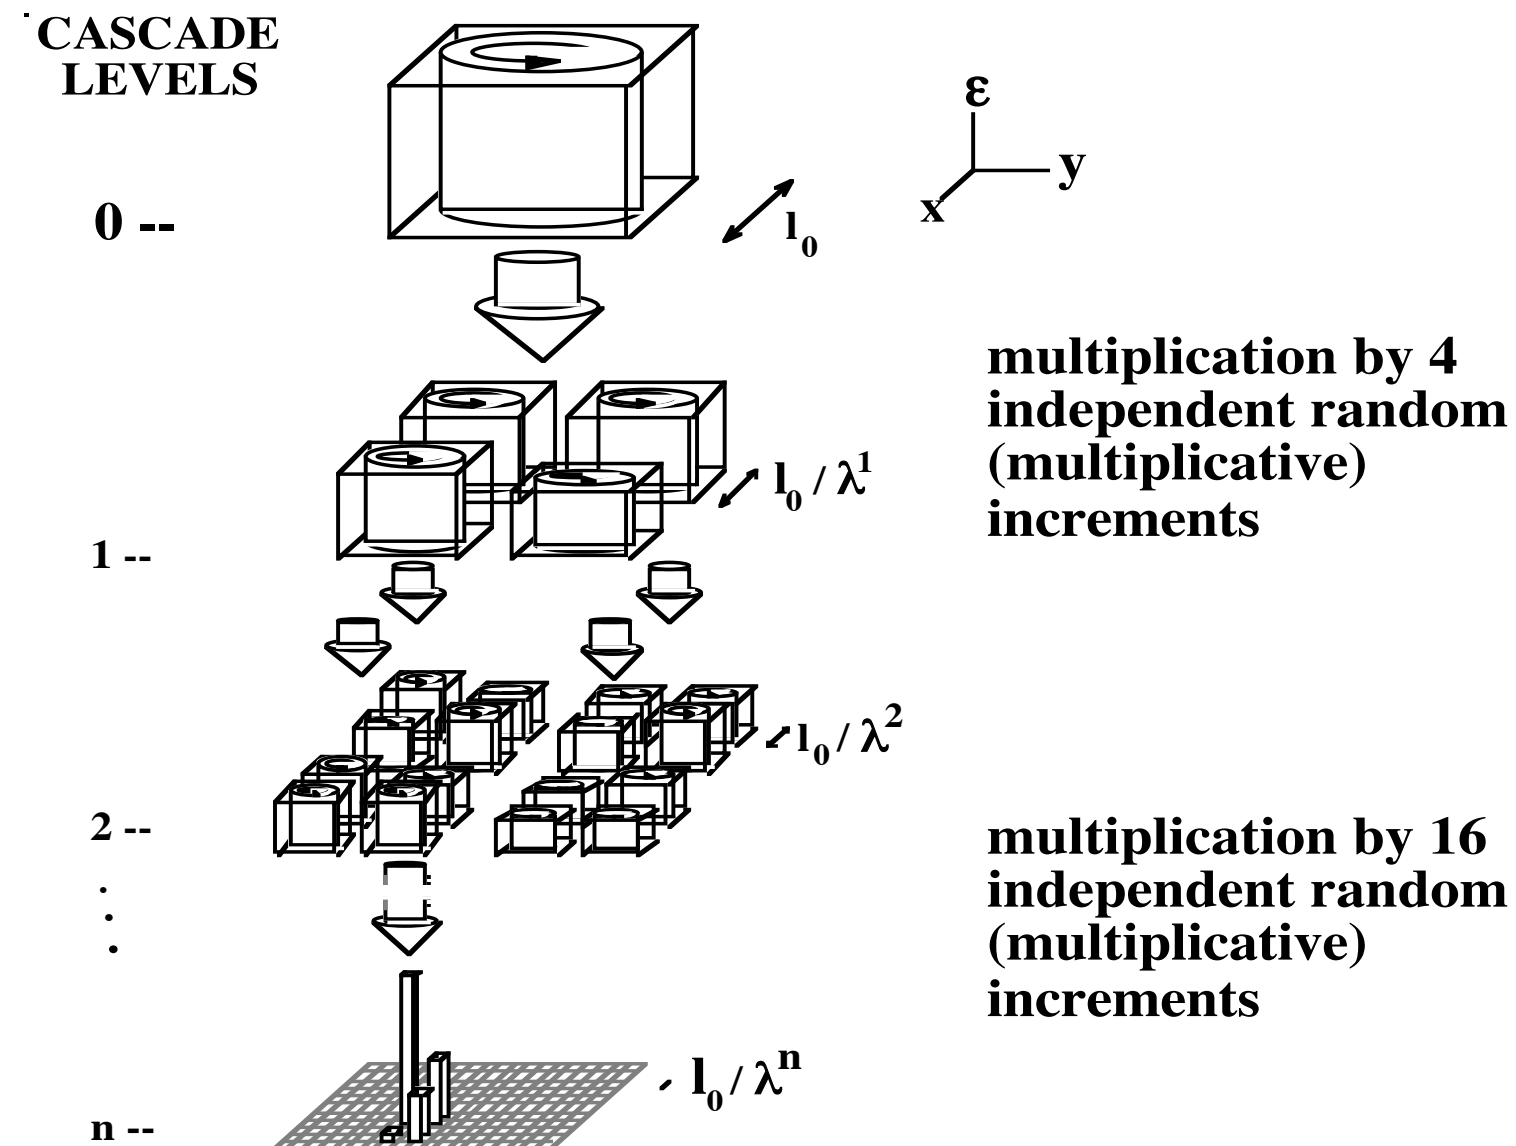 CASCADE
LEVELS
ε
y
x
0 --
l₀
multiplication by 4
independent random
(multiplicative)
increments
l₀ / λ¹
1 --
l₀ / λ²
2 --
multiplication by 16
independent random
(multiplicative)
increments
.
.
.
l₀ / λⁿ
n --